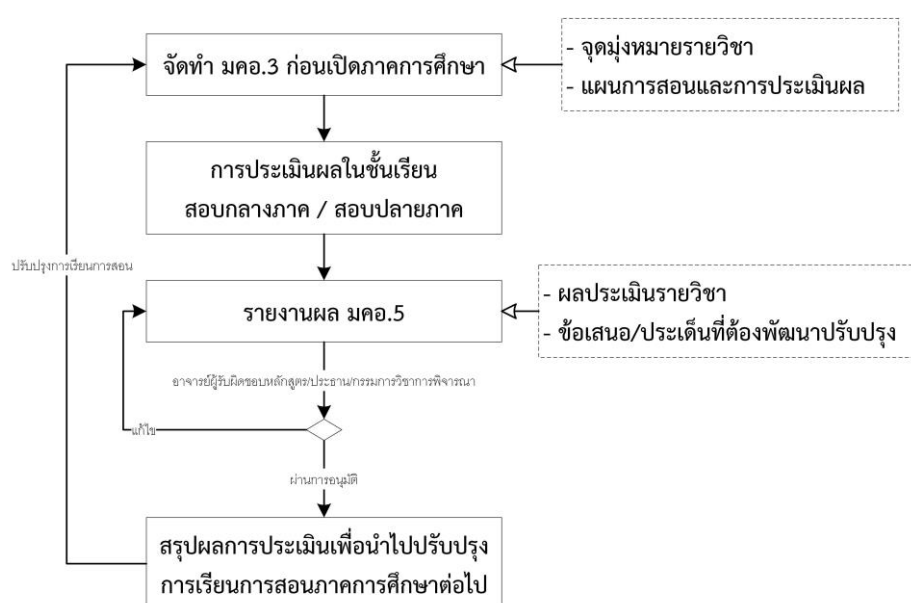 จัดทำ มคอ.3 ก่อนเปิดภาคการศึกษา
- จุดมุ่งหมายรายวิชา
- แผนการสอนและการประเมินผล
การประเมินผลในชั้นเรียน
สอบกลางภาค / สอบปลายภาค
ปรับปรุงการเรียนการสอน
รายงานผล มคอ.5
- ผลประเมินรายวิชา
- ข้อเสนอ/ประเด็นที่ต้องพัฒนาปรับปรุง
อาจารย์ผู้รับผิดชอบหลักสูตร/ประธาน/กรรมการวิชาการพิจารณา
แก้ไข
ผ่านการอนุมัติ
สรุปผลการประเมินเพื่อนำไปปรับปรุง
การเรียนการสอนภาคการศึกษาต่อไป